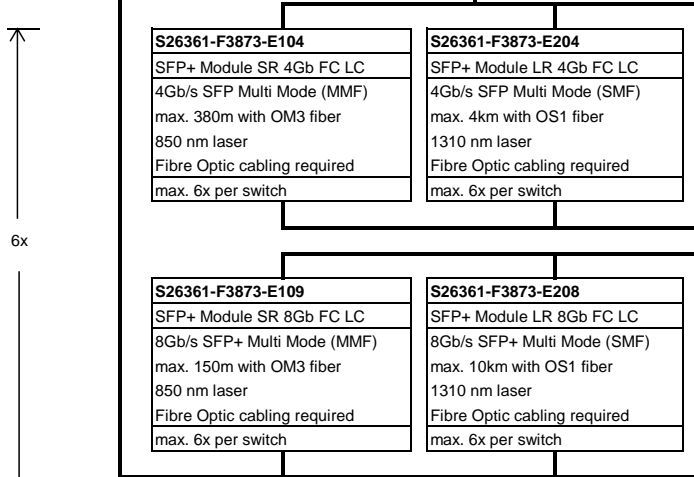 S26361-F3873-E104
SFP+ Module SR 4Gb FC LC
4Gb/s SFP Multi Mode (MMF)
max. 380m with OM3 fiber
850 nm laser
Fibre Optic cabling required
max. 6x per switch
S26361-F3873-E204
SFP+ Module LR 4Gb FC LC
4Gb/s SFP Multi Mode (SMF)
max. 4km with OS1 fiber
1310 nm laser
Fibre Optic cabling required
max. 6x per switch
6x
S26361-F3873-E109
SFP+ Module SR 8Gb FC LC
8Gb/s SFP+ Multi Mode (MMF)
max. 150m with OM3 fiber
850 nm laser
Fibre Optic cabling required
max. 6x per switch
S26361-F3873-E208
SFP+ Module LR 8Gb FC LC
8Gb/s SFP+ Multi Mode (SMF)
max. 10km with OS1 fiber
1310 nm laser
Fibre Optic cabling required
max. 6x per switch